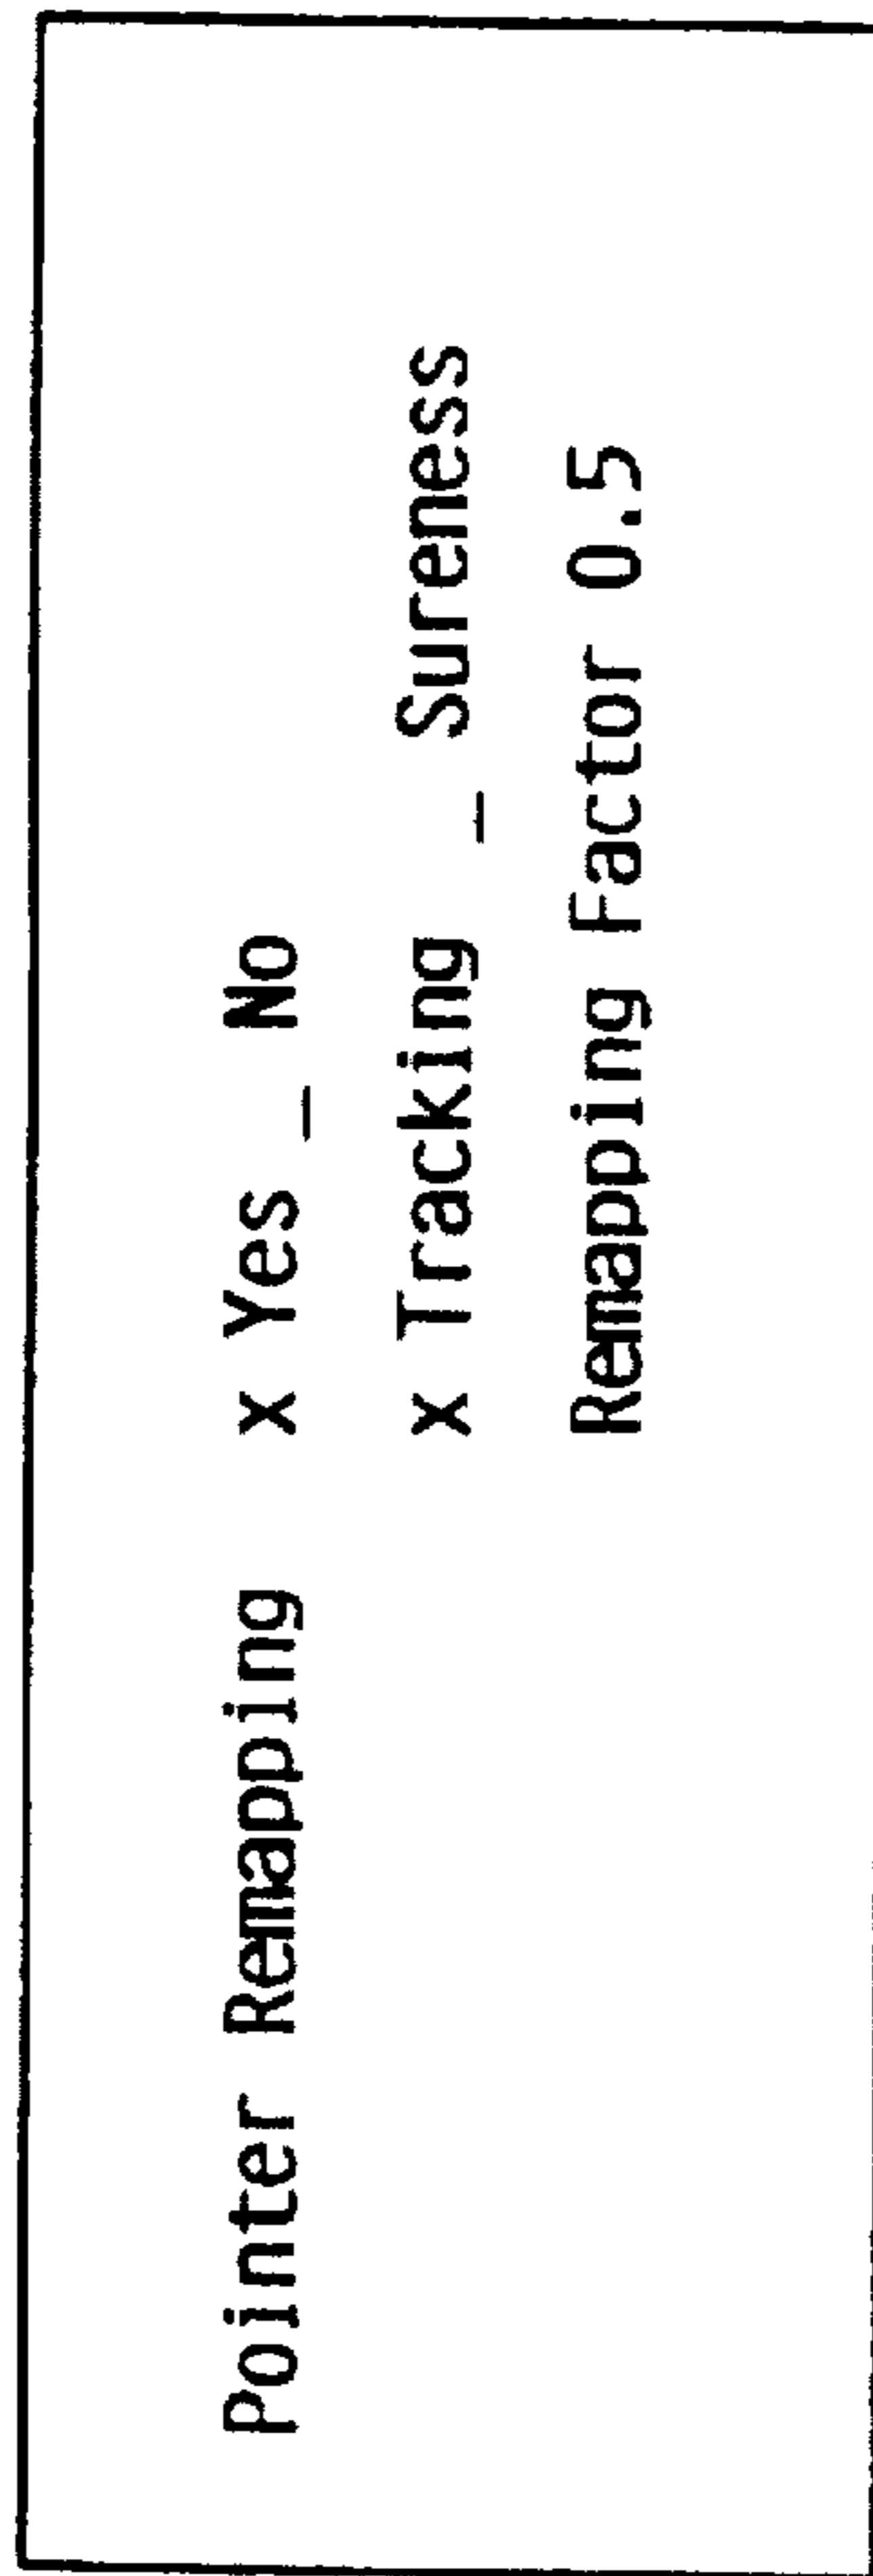 Pointer Remapping x Yes _ No
x Tracking _ Sureness
Remapping Factor 0.5